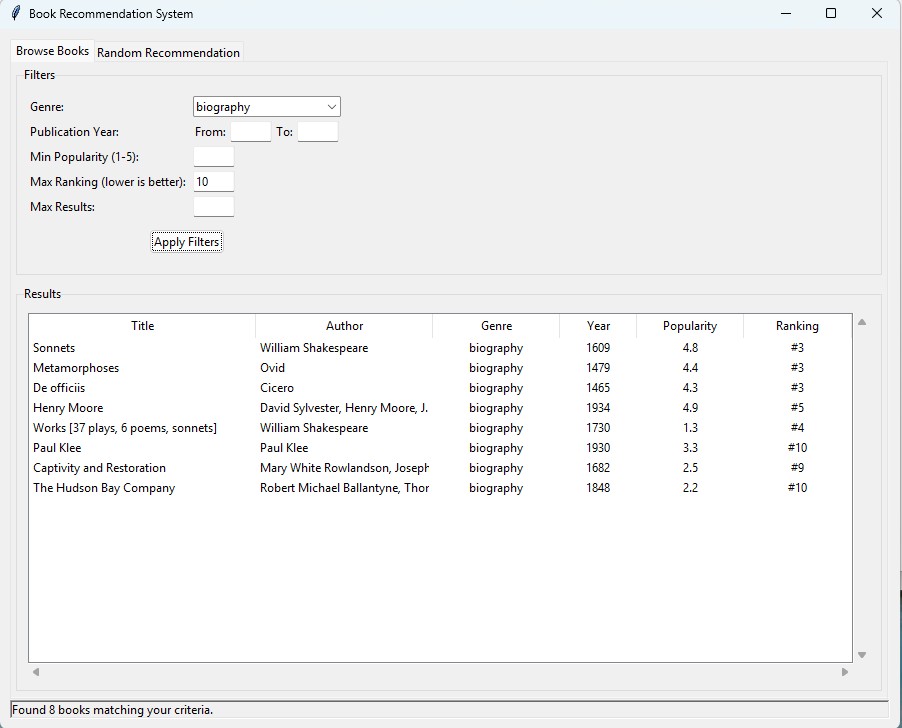 Book Recommendation System
Browse Books Random Recommendation
Filters
Genre: biography
Publication Year: From: To:
Min Popularity (1-5):
Max Ranking (lower is better): 10
Max Results:
Apply Filters
Results
Title Author Genre Year Popularity Ranking
Sonnets William Shakespeare biography 1609 4.8 #3
Metamorphoses Ovid biography 1479 4.4 #3
De officiis Cicero biography 1465 4.3 #3
Henry Moore David Sylvester, Henry Moore, J. biography 1934 4.9 #5
Works [37 plays, 6 poems, sonnets] William Shakespeare biography 1730 1.3 #4
Paul Klee Paul Klee biography 1930 3.3 #10
Captivity and Restoration Mary White Rowlandson, Joseph biography 1682 2.5 #9
The Hudson Bay Company Robert Michael Ballantyne, Thor biography 1848 2.2 #10
Found 8 books matching your criteria.